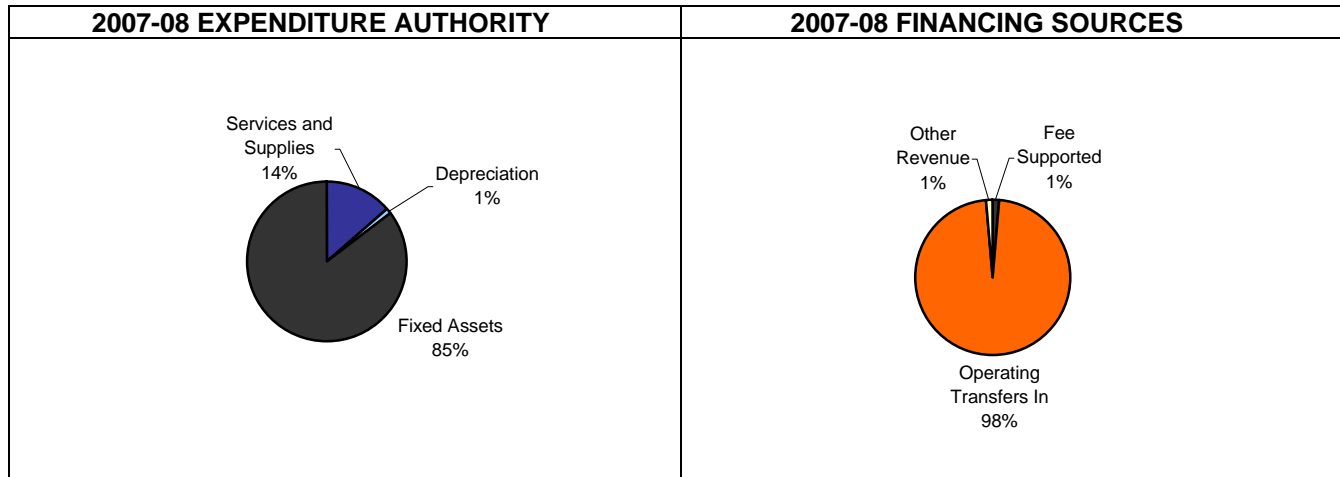 2007-08 EXPENDITURE AUTHORITY
Services and
Supplies
14%
Depreciation
1%
Fixed Assets
85%
2007-08 FINANCING SOURCES
Other
Revenue
1%
Fee
Supported
1%
Operating
Transfers In
98%